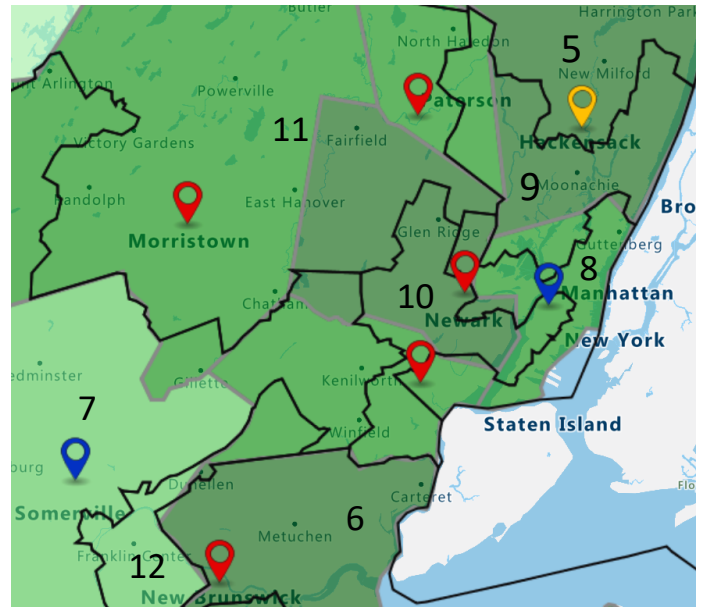 Butler
Harrington Par
North Haledon
5
New Milford
nt Arlington
Powerville
Paterson
11
Fairfield
Hackensack
Victory Gardens
9
Moonachie
Randolph
East Hanover
Bro
Glen Ridge
Guttenberg
Morristown
8
10
Manhattan
Chatham
Newark
New York
edminster
Gillette
Kenilworth
7
Staten Island
Winfield
burg
Dunellen
Flo
Carteret
Somerville
6
Metuchen
Franklin Center
12
New Brunswick